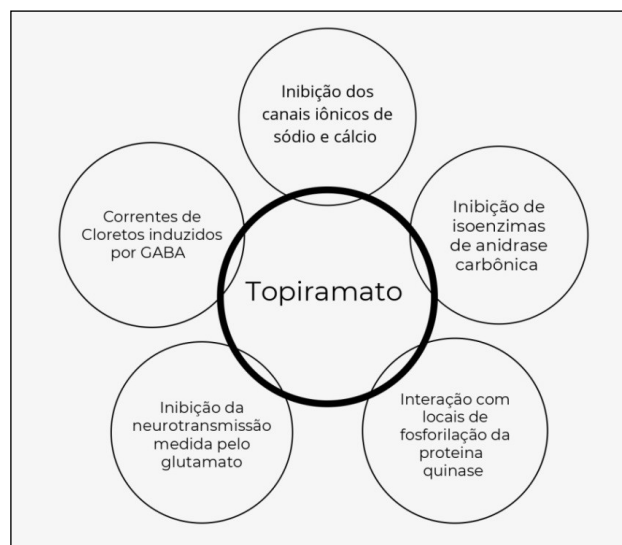 Inibição dos
canais iônicos de
sódio e cálcio
Correntes de
Cloretos induzidos
por GABA
Inibição de
isoenzimas
de anidrase
carbônica
Topiramato
Inibição da
neurotransmissão
medida pelo
glutamato
Interação com
locais de
fosforilação da
proteina
quinase